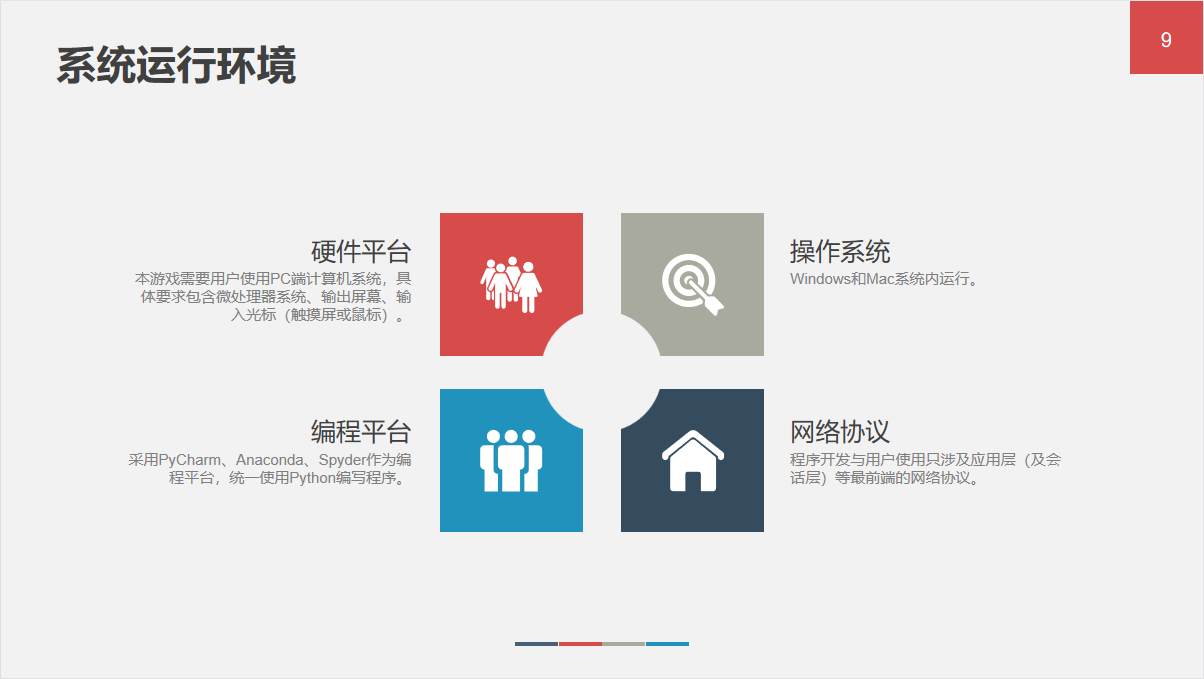 系统运行环境
9
硬件平台
本游戏需要用户使用PC端计算机系统，具
体要求包含微处理器系统、输出屏幕、输
入光标（触摸屏或鼠标）。
操作系统
Windows和Mac系统内运行。
编程平台
采用PyCharm、Anaconda、Spyder作为编
程平台，统一使用Python编写程序。
网络协议
程序开发与用户使用只涉及应用层（及会
话层）等最前端的网络协议。